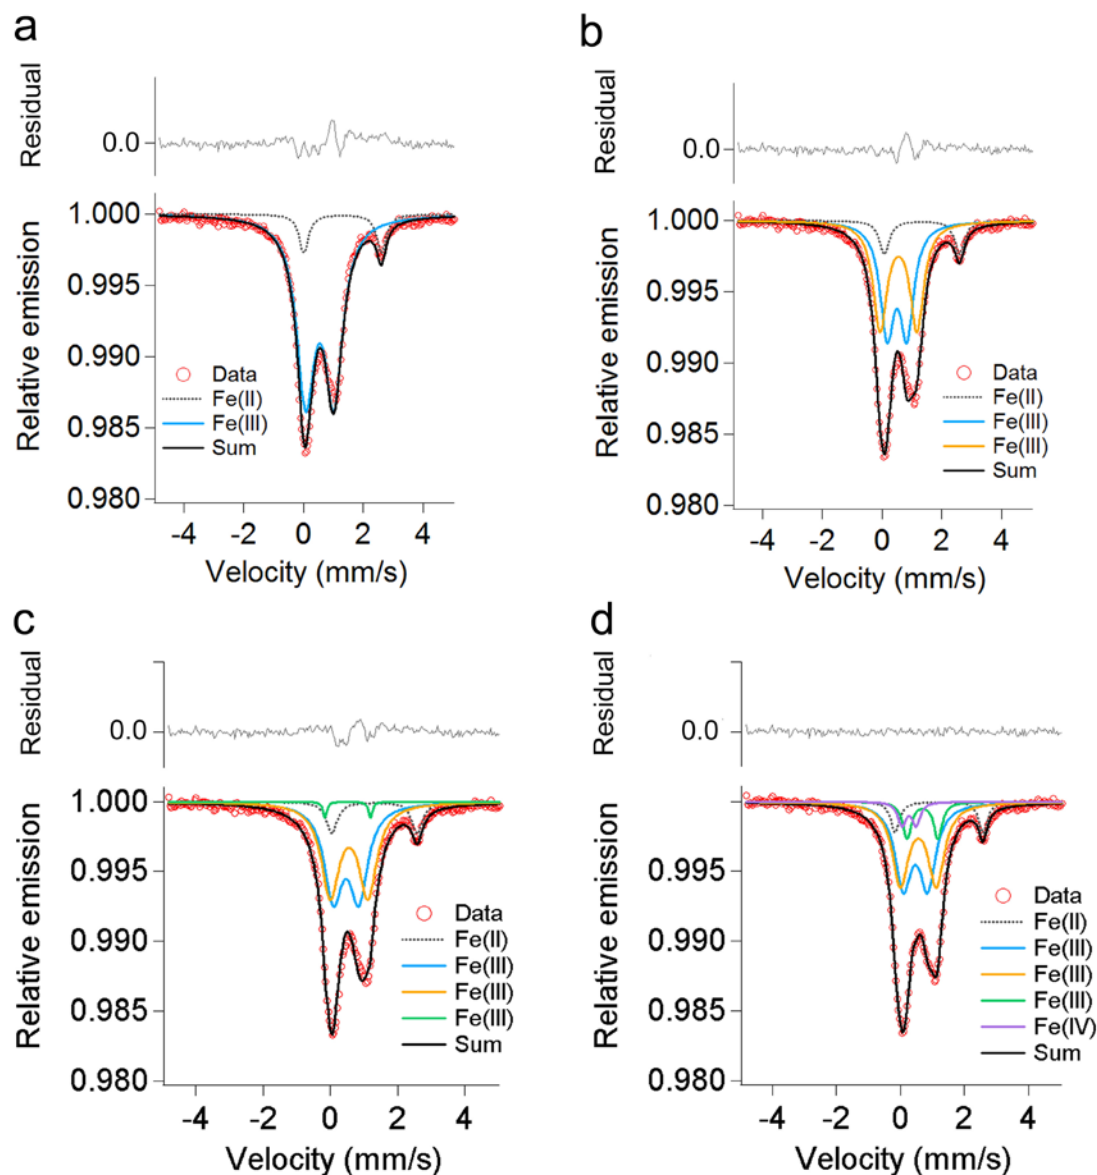 a
Residual
0.0
Relative emission
1.000
0.995
0.990
0.985
0.980
Data
Fe(II)
Fe(III)
Sum
-4 -2 0 2 4
Velocity (mm/s)
b
Residual
0.0
Relative emission
1.000
0.995
0.990
0.985
0.980
Data
Fe(II)
Fe(III)
Fe(III)
Sum
-4 -2 0 2 4
Velocity (mm/s)
c
Residual
0.0
Relative emission
1.000
0.995
0.990
0.985
0.980
Data
Fe(II)
Fe(III)
Fe(III)
Fe(III)
Sum
-4 -2 0 2 4
Velocity (mm/s)
d
Residual
0.0
Relative emission
1.000
0.995
0.990
0.985
0.980
Data
Fe(II)
Fe(III)
Fe(III)
Fe(III)
Fe(IV)
Sum
-4 -2 0 2 4
Velocity (mm/s)